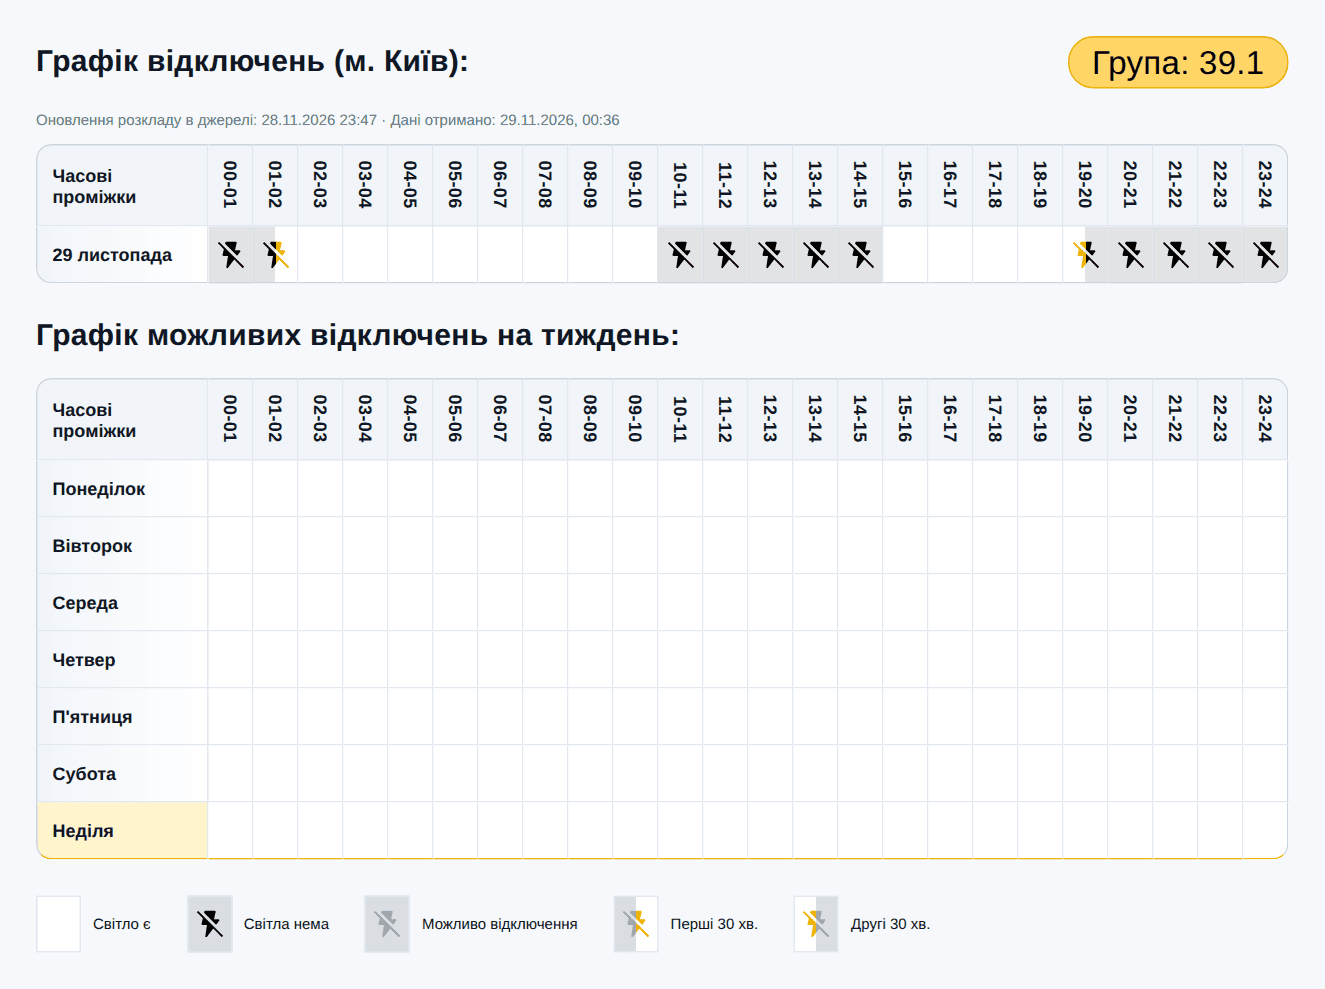 Графік відключень (м. Київ):
Група: 39.1
Оновлення розкладу в джерелі: 28.11.2026 23:47 · Дані отримано: 29.11.2026, 00:36
Часові проміжки 00-01 01-02 02-03 03-04 04-05 05-06 06-07 07-08 08-09 09-10 10-11 11-12 12-13 13-14 14-15 15-16 16-17 17-18 18-19 19-20 20-21 21-22 22-23 23-24
29 листопада
Графік можливих відключень на тиждень:
Часові проміжки 00-01 01-02 02-03 03-04 04-05 05-06 06-07 07-08 08-09 09-10 10-11 11-12 12-13 13-14 14-15 15-16 16-17 17-18 18-19 19-20 20-21 21-22 22-23 23-24
Понеділок
Вівторок
Середа
Четвер
П'ятниця
Субота
Неділя
Світло є Світла нема Можливо відключення Перші 30 хв. Другі 30 хв.